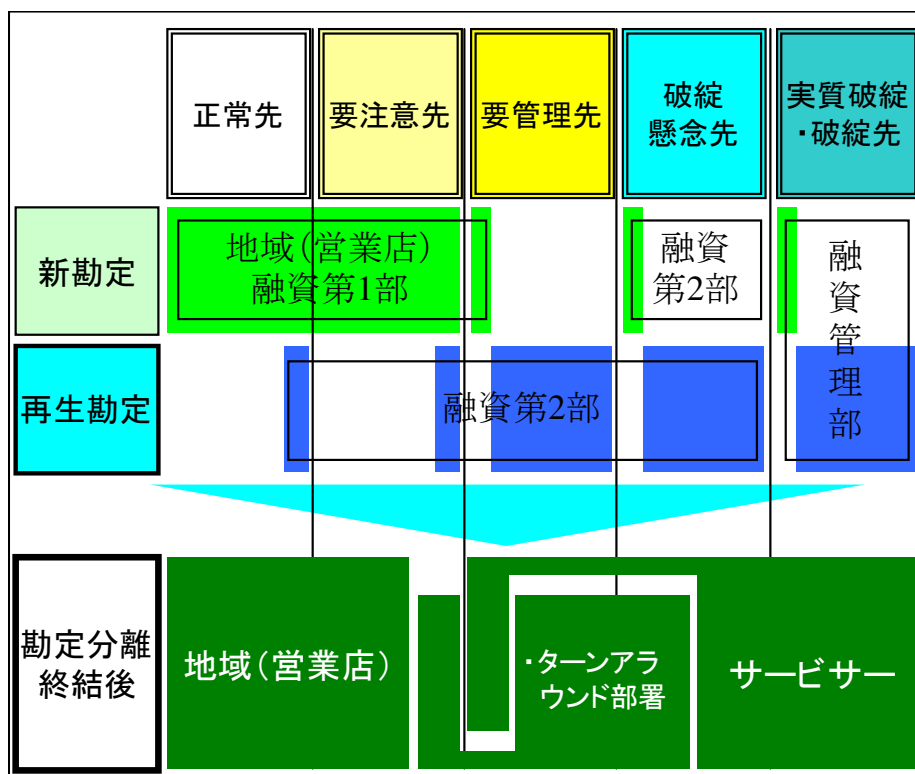 正常先
要注意先
要管理先
破綻
懸念先
実質破綻
・破綻先
新勘定
地域(営業店)
融資第1部
融資
第2部
融資管理部
再生勘定
融資第2部
勘定分離
終結後
地域(営業店)
・ターンアラ
ウンド部署
サービサー